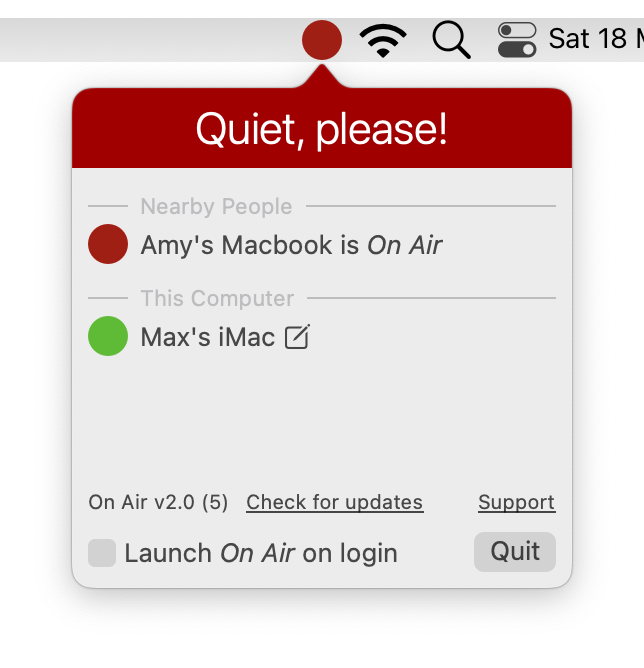 Sat 18 M
Quiet, please!
Nearby People
Amy's Macbook is On Air
This Computer
Max's iMac
On Air v2.0 (5) Check for updates Support
Launch On Air on login Quit